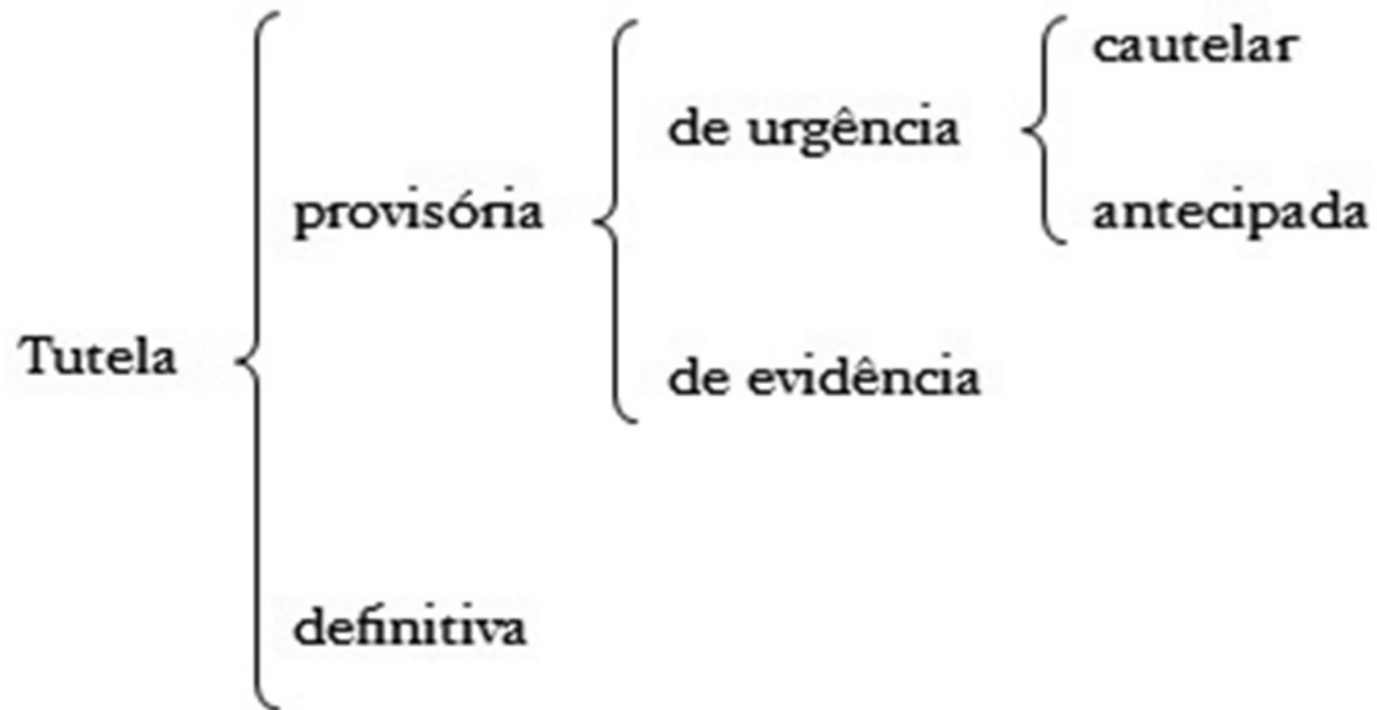 Tutela
provisória
definitiva
de urgência
de evidência
cautelar
antecipada